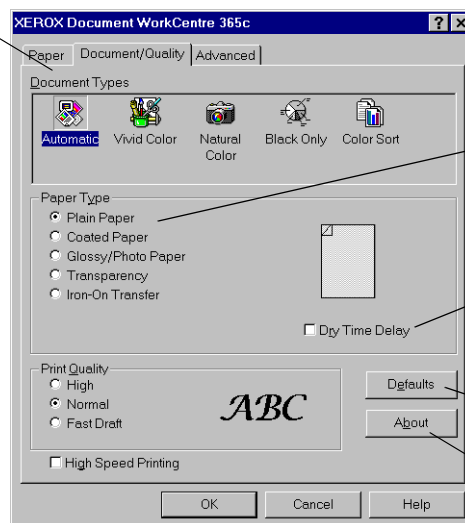 XEROX Document WorkCentre 365c
Paper Document/Quality Advanced
Document Types
Automatic Vivid Color Natural Color Black Only Color Sort
Paper Type
Plain Paper
Coated Paper
Glossy/Photo Paper
Transparency
Iron-On Transfer
Dry Time Delay
Print Quality
High
Normal
Fast Draft
ABC
Defaults
About
High Speed Printing
OK Cancel Help